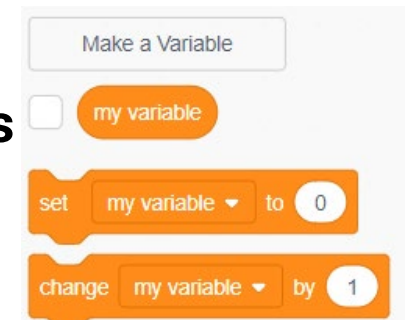 Make a Variable
s
my variable
set my variable to 0
change my variable by 1